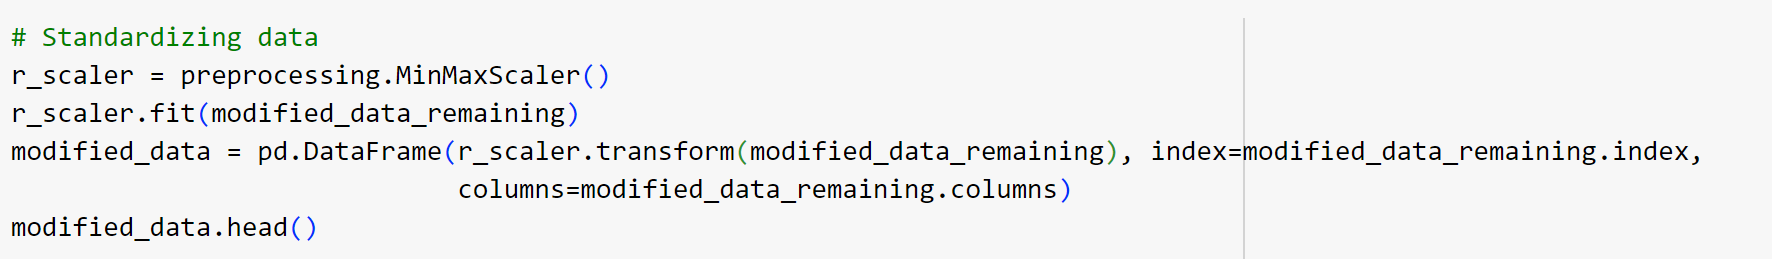 # Standardizing data
r_scaler = preprocessing.MinMaxScaler()
r_scaler.fit(modified_data_remaining)
modified_data = pd.DataFrame(r_scaler.transform(modified_data_remaining), index=modified_data_remaining.index,
                             columns=modified_data_remaining.columns)
modified_data.head()